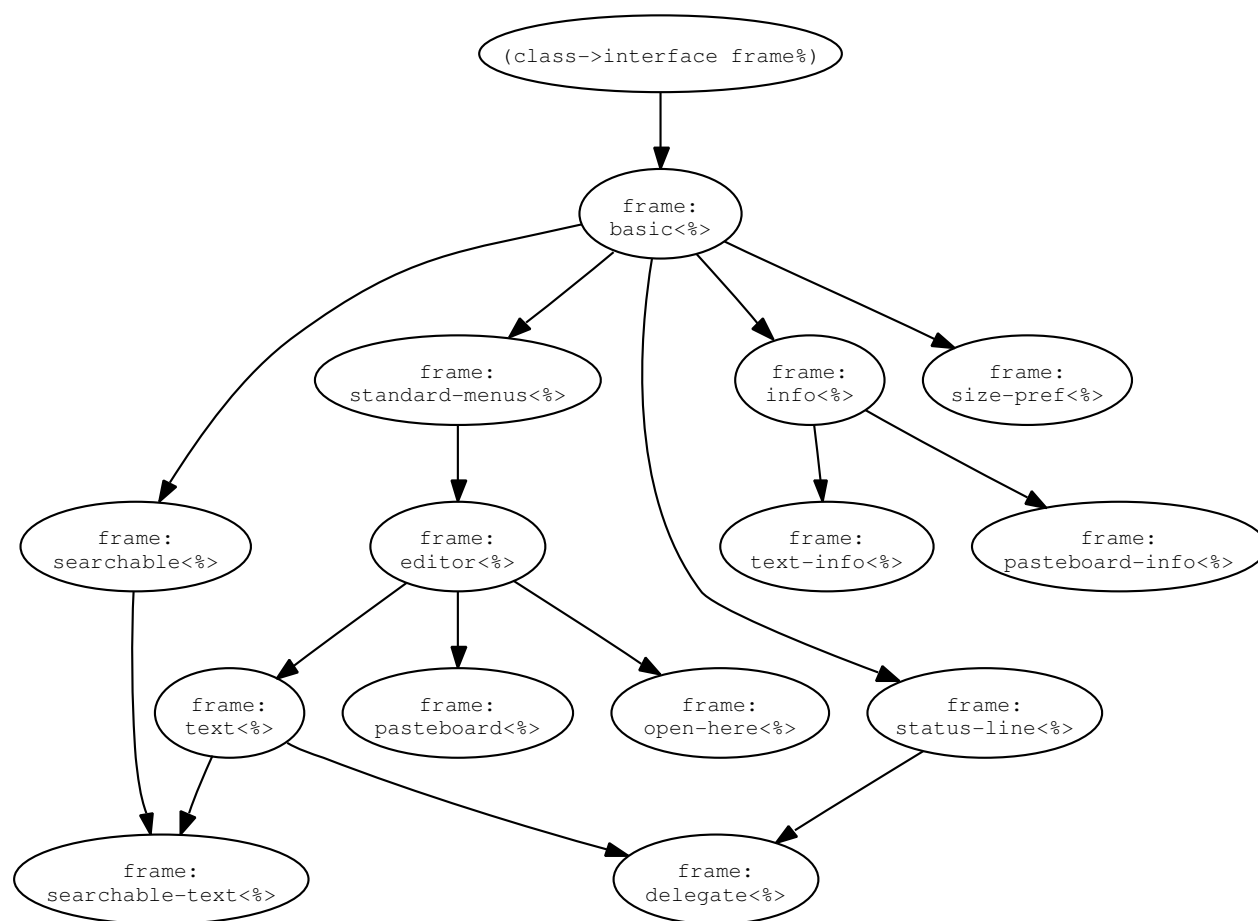 (class->interface frame%)
frame:
basic<%>
frame:
standard-menus<%>
frame:
info<%>
frame:
size-pref<%>
frame:
searchable<%>
frame:
editor<%>
frame:
text-info<%>
frame:
pasteboard-info<%>
frame:
text<%>
frame:
pasteboard<%>
frame:
open-here<%>
frame:
status-line<%>
frame:
searchable-text<%>
frame:
delegate<%>